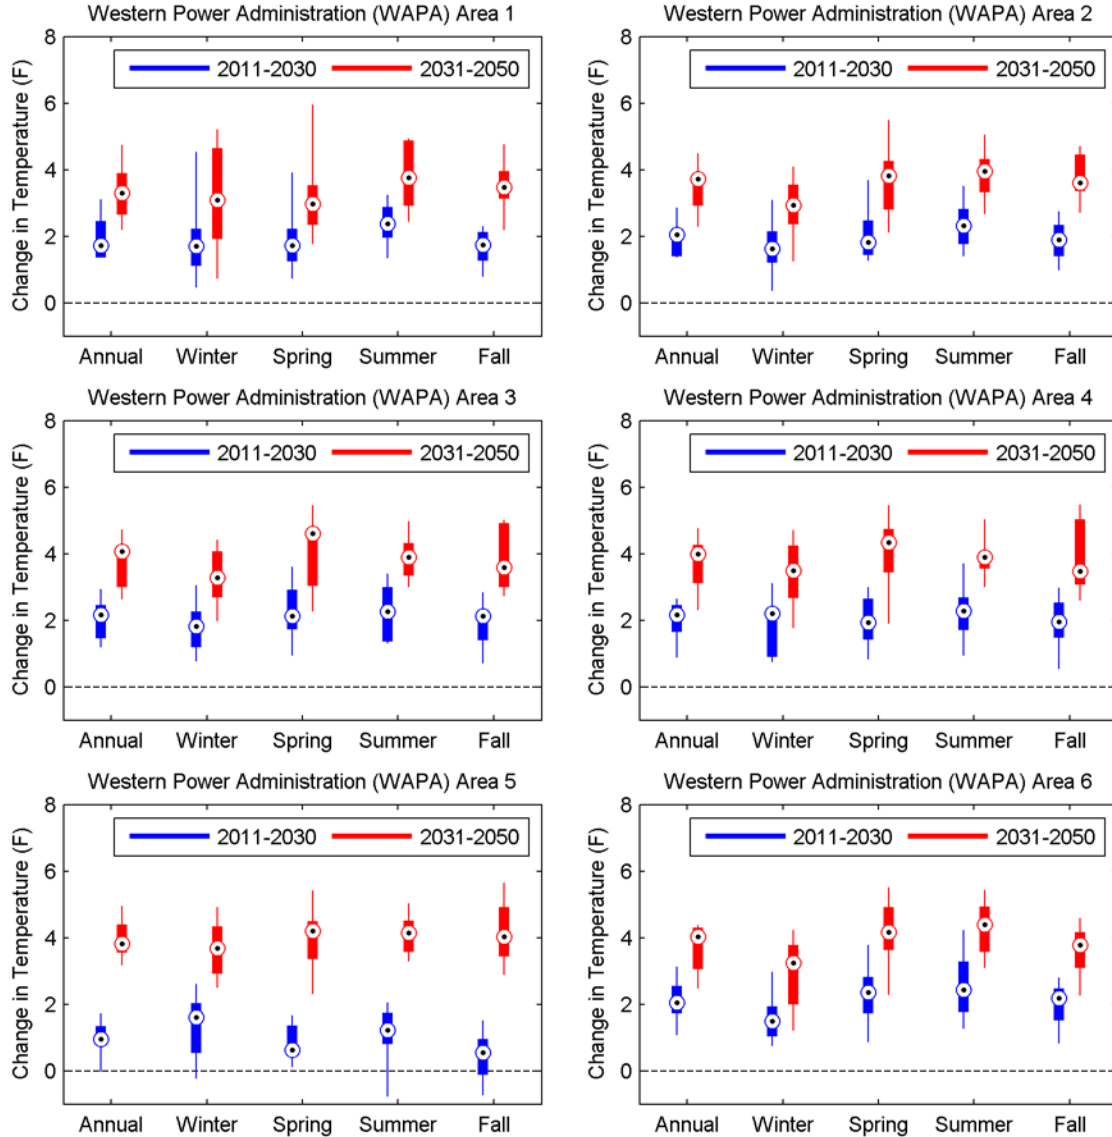 Western Power Administration (WAPA) Area 1
Change in Temperature (F)
8
6
4
2
0
2011-2030 2031-2050
Annual Winter Spring Summer Fall
Western Power Administration (WAPA) Area 2
Change in Temperature (F)
8
6
4
2
0
2011-2030 2031-2050
Annual Winter Spring Summer Fall
Western Power Administration (WAPA) Area 3
Change in Temperature (F)
8
6
4
2
0
2011-2030 2031-2050
Annual Winter Spring Summer Fall
Western Power Administration (WAPA) Area 4
Change in Temperature (F)
8
6
4
2
0
2011-2030 2031-2050
Annual Winter Spring Summer Fall
Western Power Administration (WAPA) Area 5
Change in Temperature (F)
8
6
4
2
0
2011-2030 2031-2050
Annual Winter Spring Summer Fall
Western Power Administration (WAPA) Area 6
Change in Temperature (F)
8
6
4
2
0
2011-2030 2031-2050
Annual Winter Spring Summer Fall